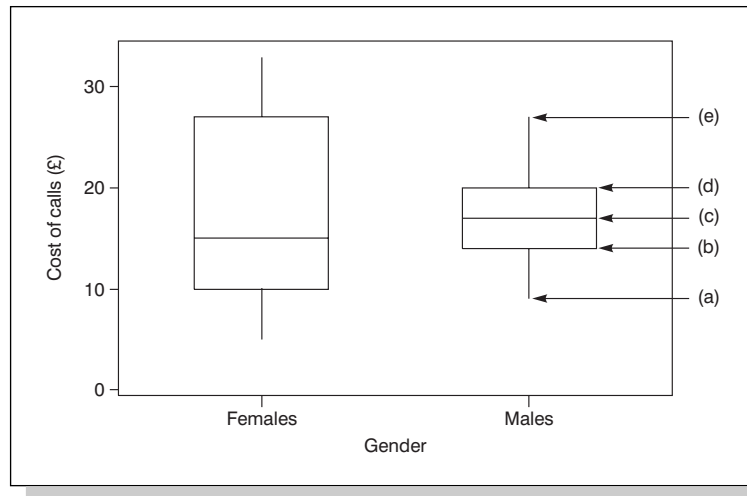 Cost of calls (£)
30
20
10
0
(e)
(d)
(c)
(b)
(a)
Females
Males
Gender